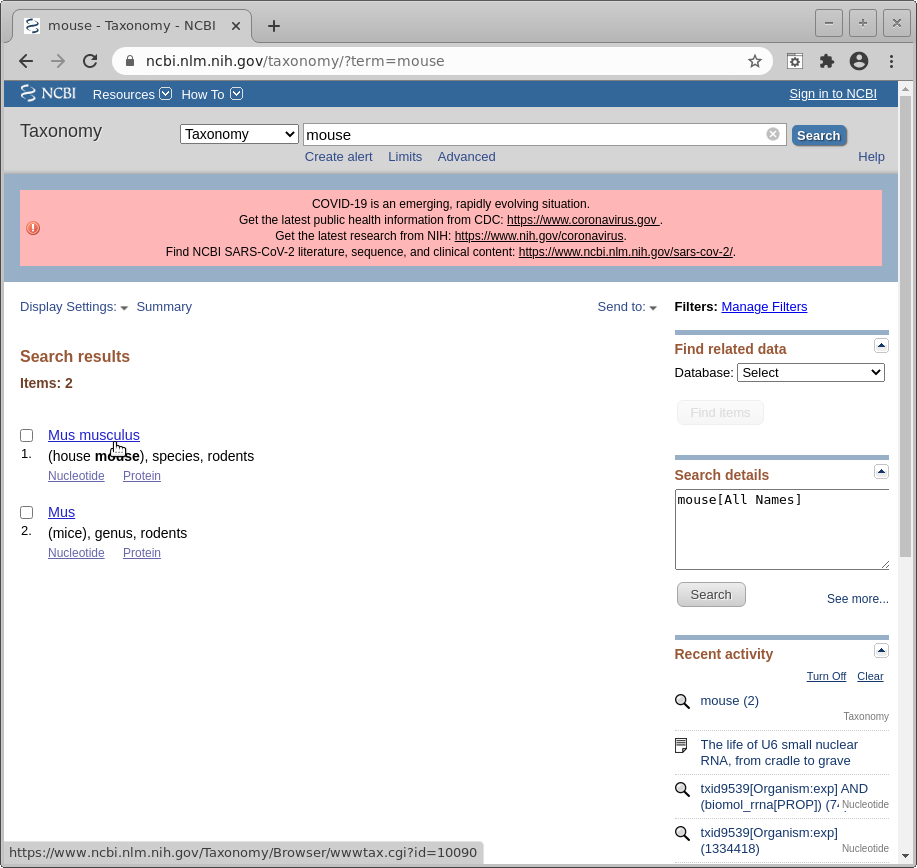 mouse - Taxonomy - NCBI
ncbi.nlm.nih.gov/taxonomy/?term=mouse
NCBI Resources How To Sign in to NCBI
Taxonomy Taxonomy mouse Search
Create alert Limits Advanced Help
COVID-19 is an emerging, rapidly evolving situation.
Get the latest public health information from CDC: https://www.coronavirus.gov .
Get the latest research from NIH: https://www.nih.gov/coronavirus.
Find NCBI SARS-CoV-2 literature, sequence, and clinical content: https://www.ncbi.nlm.nih.gov/sars-cov-2/.
Display Settings: Summary Send to:
Search results
Items: 2
Mus musculus
1. (house mouse), species, rodents
Nucleotide Protein
Mus
2. (mice), genus, rodents
Nucleotide Protein
Filters: Manage Filters
Find related data
Database: Select
Find items
Search details
mouse[All Names]
Search See more...
Recent activity
Turn Off Clear
mouse (2)
Taxonomy
The life of U6 small nuclear
RNA, from cradle to grave
txid9539[Organism:exp] AND
(biomol_rrna[PROP]) Nucleotide
txid9539[Organism:exp]
(1334418) Nucleotide
https://www.ncbi.nlm.nih.gov/Taxonomy/Browser/wwwtax.cgi?id=10090